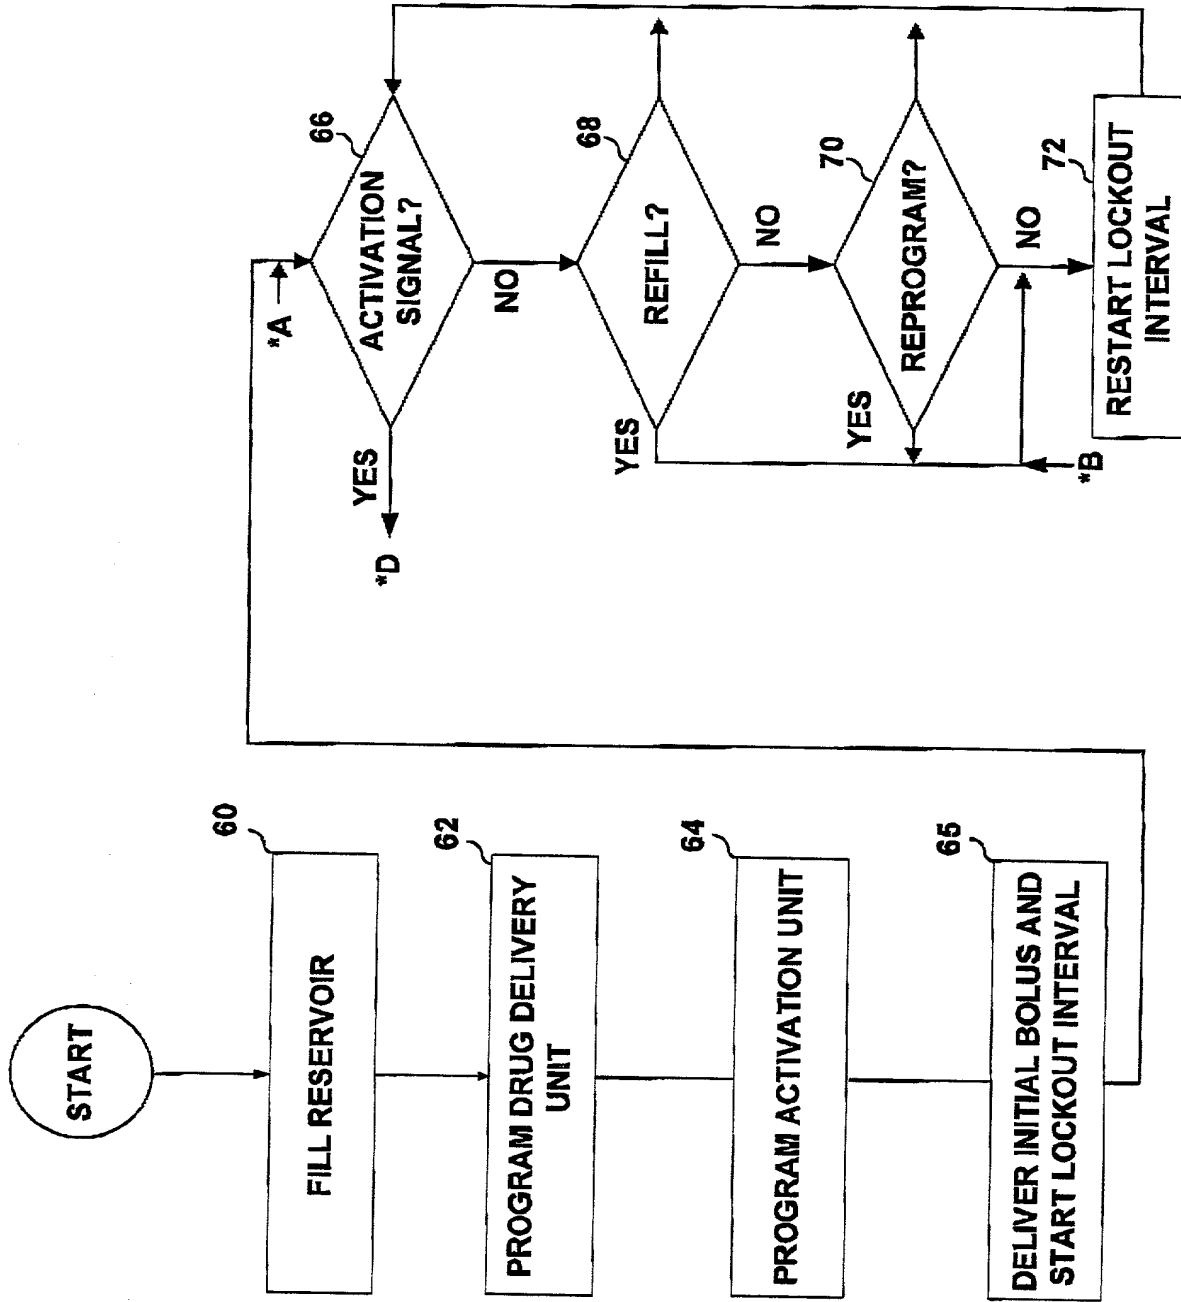 START
60
FILL RESERVOIR
62
PROGRAM DRUG DELIVERY
UNIT
64
PROGRAM ACTIVATION UNIT
65
DELIVER INITIAL BOLUS AND
START LOCKOUT INTERVAL
*A
66
ACTIVATION
SIGNAL?
YES
*D
NO
68
REFILL?
YES
NO
70
REPROGRAM?
YES
NO
*B
72
RESTART LOCKOUT
INTERVAL